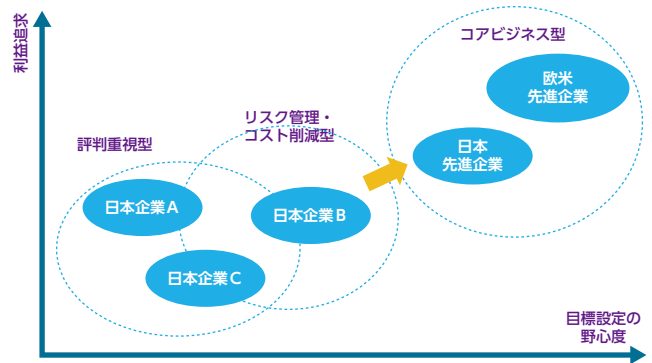 利益追求
コアビジネス型
欧米
先進企業
リスク管理・
コスト削減型
評判重視型
日本
先進企業
日本企業A
日本企業B
日本企業C
目標設定の
野心度